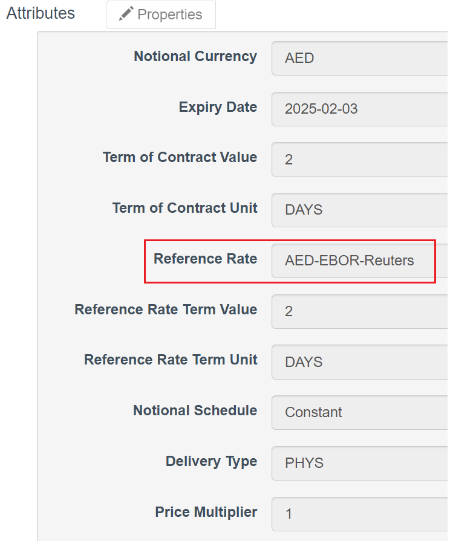 Attributes Properties
Notional Currency AED
Expiry Date 2025-02-03
Term of Contract Value 2
Term of Contract Unit DAYS
Reference Rate AED-EBOR-Reuters
Reference Rate Term Value 2
Reference Rate Term Unit DAYS
Notional Schedule Constant
Delivery Type PHYS
Price Multiplier 1